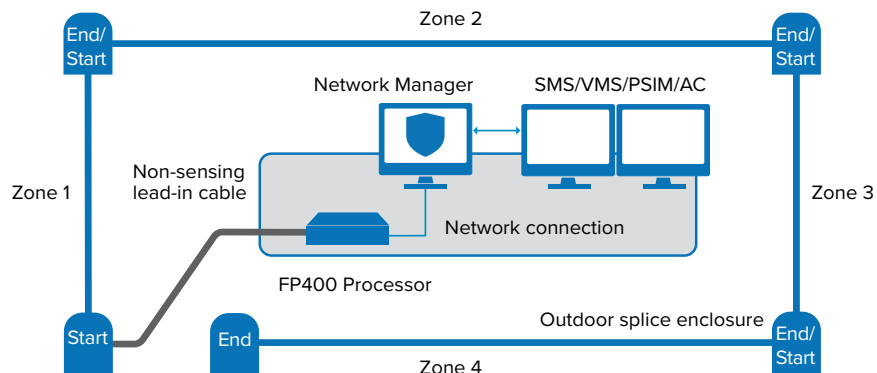 Zone 2
End/
Start
End/
Start
Network Manager
SMS/VMS/PSIM/AC
Non-sensing
lead-in cable
Zone 1
Zone 3
Network connection
FP400 Processor
Start
End
Outdoor splice enclosure
End/
Start
Zone 4